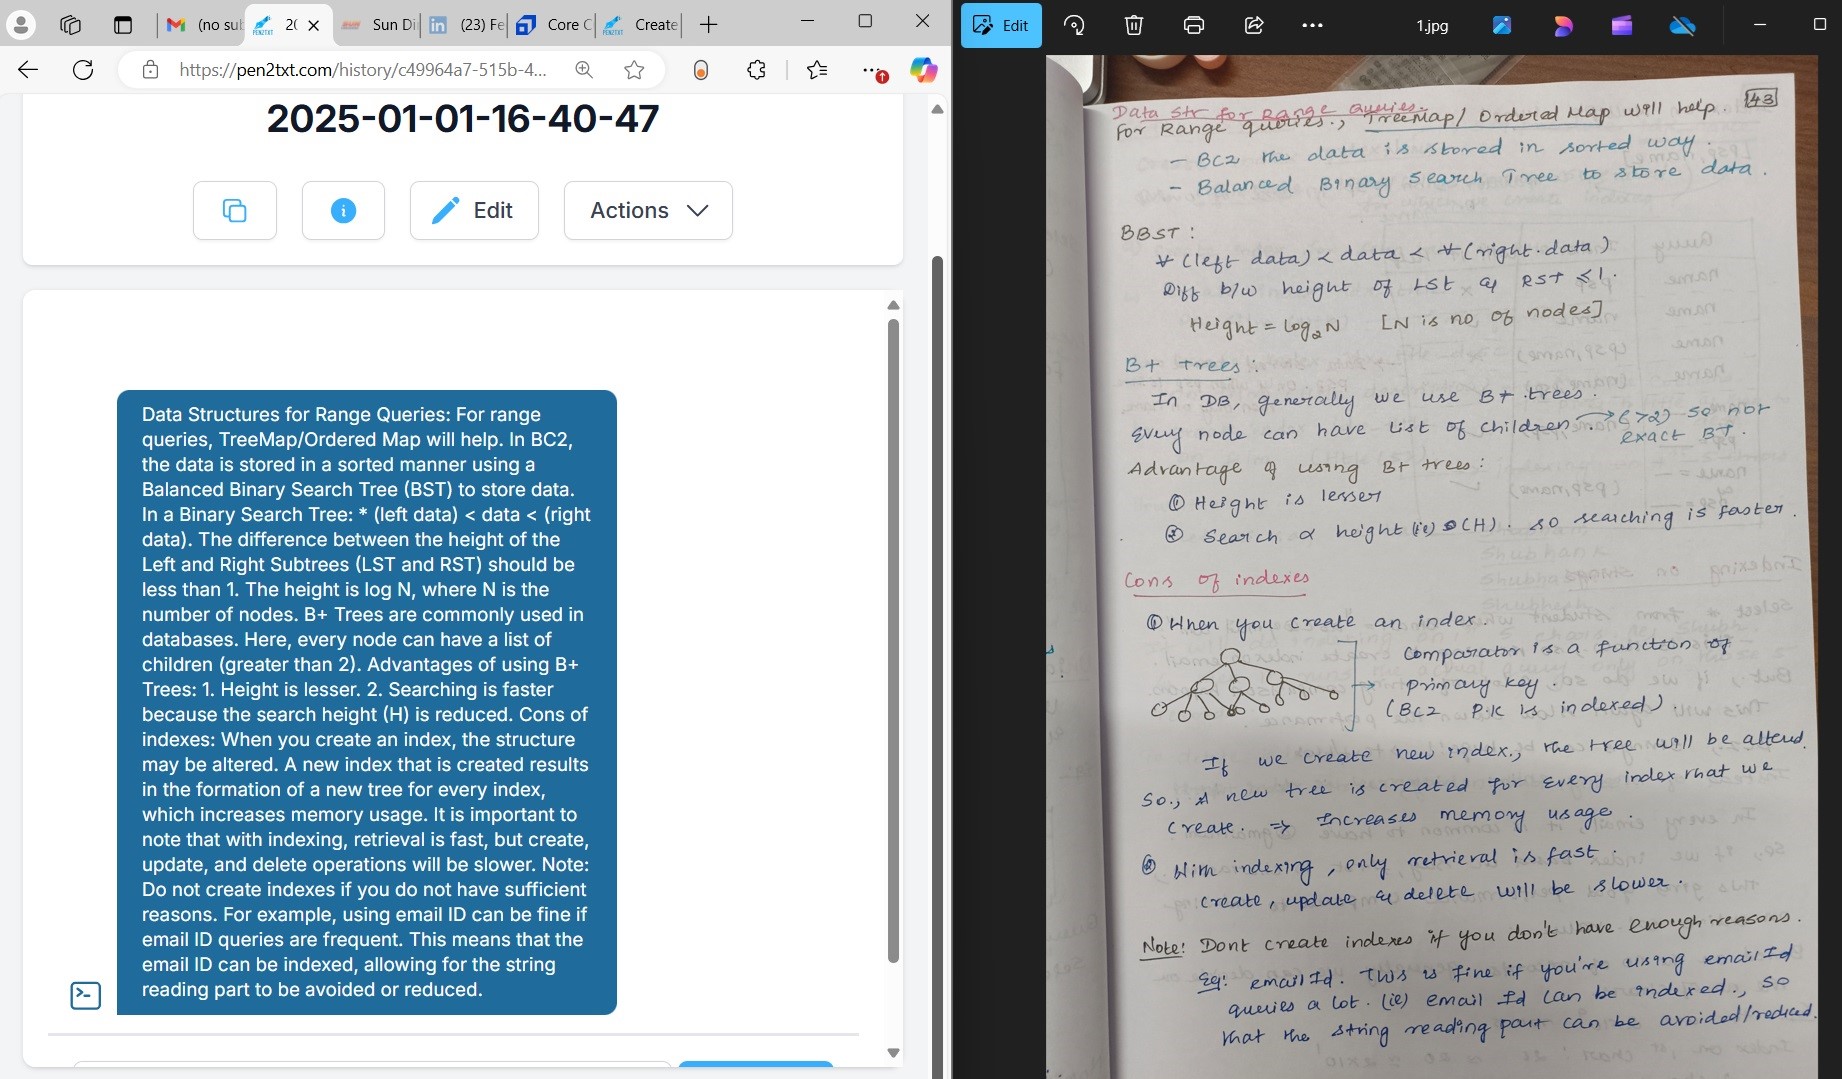 (no sub
20
Sun Di
(23) Fe
Core C
Create
https://pen2txt.com/history/c49964a7-515b-4...
2025-01-01-16-40-47
Edit
Actions
Data Structures for Range Queries: For range
queries, TreeMap/Ordered Map will help. In BC2,
the data is stored in a sorted manner using a
Balanced Binary Search Tree (BST) to store data.
In a Binary Search Tree: * (left data) < data < (right
data). The difference between the height of the
Left and Right Subtrees (LST and RST) should be
less than 1. The height is log N, where N is the
number of nodes. B+ Trees are commonly used in
databases. Here, every node can have a list of
children (greater than 2). Advantages of using B+
Trees: 1. Height is lesser. 2. Searching is faster
because the search height (H) is reduced. Cons of
indexes: When you create an index, the structure
may be altered. A new index that is created results
in the formation of a new tree for every index,
which increases memory usage. It is important to
note that with indexing, retrieval is fast, but create,
update, and delete operations will be slower. Note:
Do not create indexes if you do not have sufficient
reasons. For example, using email ID can be fine if
email ID queries are frequent. This means that the
email ID can be indexed, allowing for the string
reading part to be avoided or reduced.
Edit
1.jpg
43
Data Str for Range Queries.
For Range queries., TreeMap/ Ordered Map will help.
- BCZ the data is stored in sorted way.
- Balanced Binary Search Tree to store data.
BBST :
∀ (left data) < data < ∀ (right.data)
Diff b/w height of LST & RST ≤ 1.
Height = log₂N [N is no of nodes]
B+ trees :
In DB, generally we use B+ trees.
Every node can have list of children. → (>2) so not
exact BT.
Advantage of using B+ trees:
① Height is lesser
② Search α height (ie) O(H). so searching is faster.
Cons of indexes
① When you create an index.
Comparator is a function of
primary key.
(BCZ P.K is indexed).
If we create new index., the tree will be altered.
So., A new tree is created for every index that we
create. => Increases memory usage.
② With indexing, only retrieval is fast.
create, update & delete will be slower.
Note: Dont create indexes if you don't have enough reasons.
Eg: email Id. This is fine if you're using email Id
queries a lot. (ie) email Id can be indexed., so
that the string reading part can be avoided/reduced.